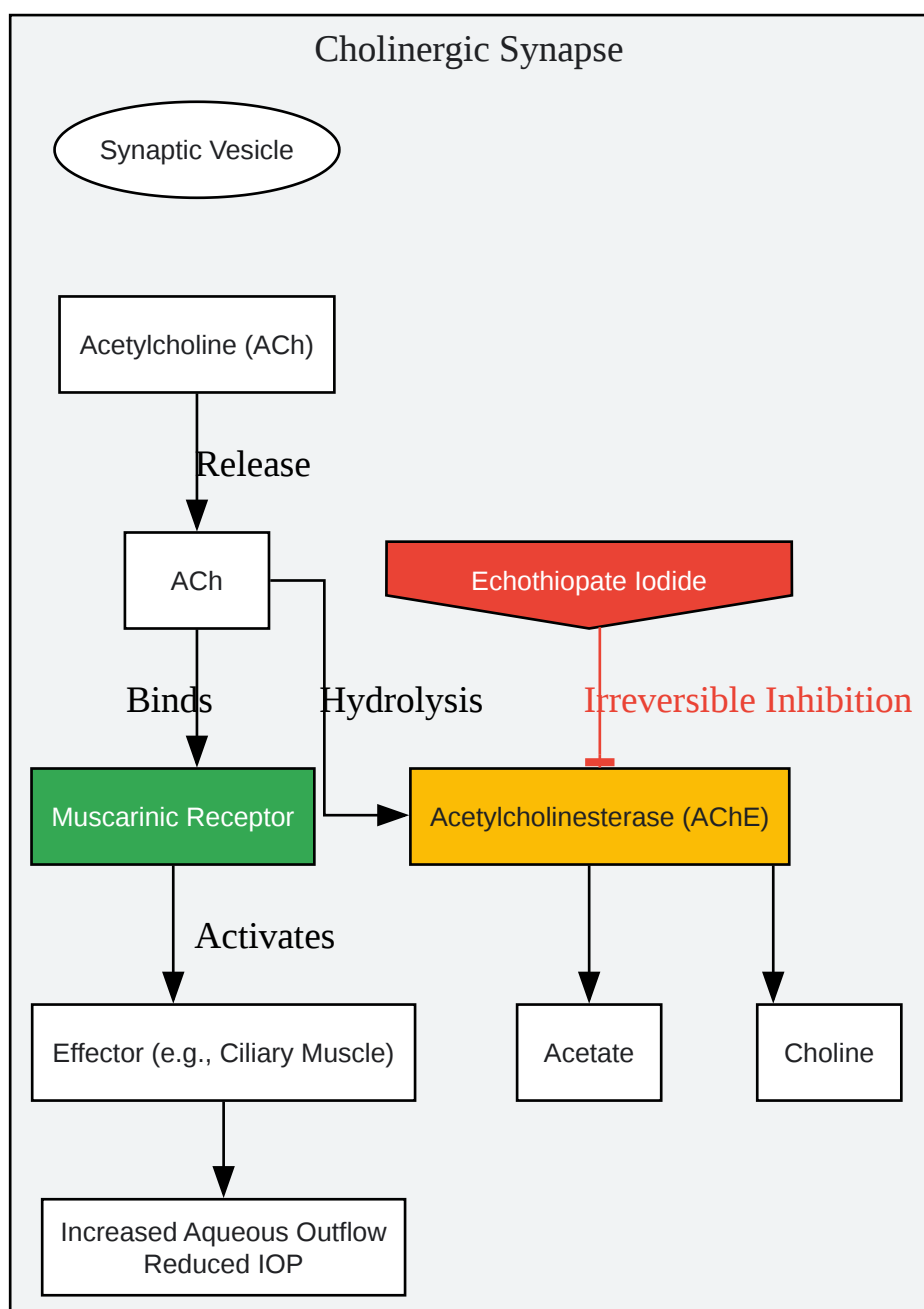 Cholinergic Synapse
Synaptic Vesicle
Acetylcholine (ACh)
Release
ACh
Echothiopate Iodide
Binds
Hydrolysis
Irreversible Inhibition
Muscarinic Receptor
Acetylcholinesterase (AChE)
Activates
Effector (e.g., Ciliary Muscle)
Acetate
Choline
Increased Aqueous Outflow
Reduced IOP